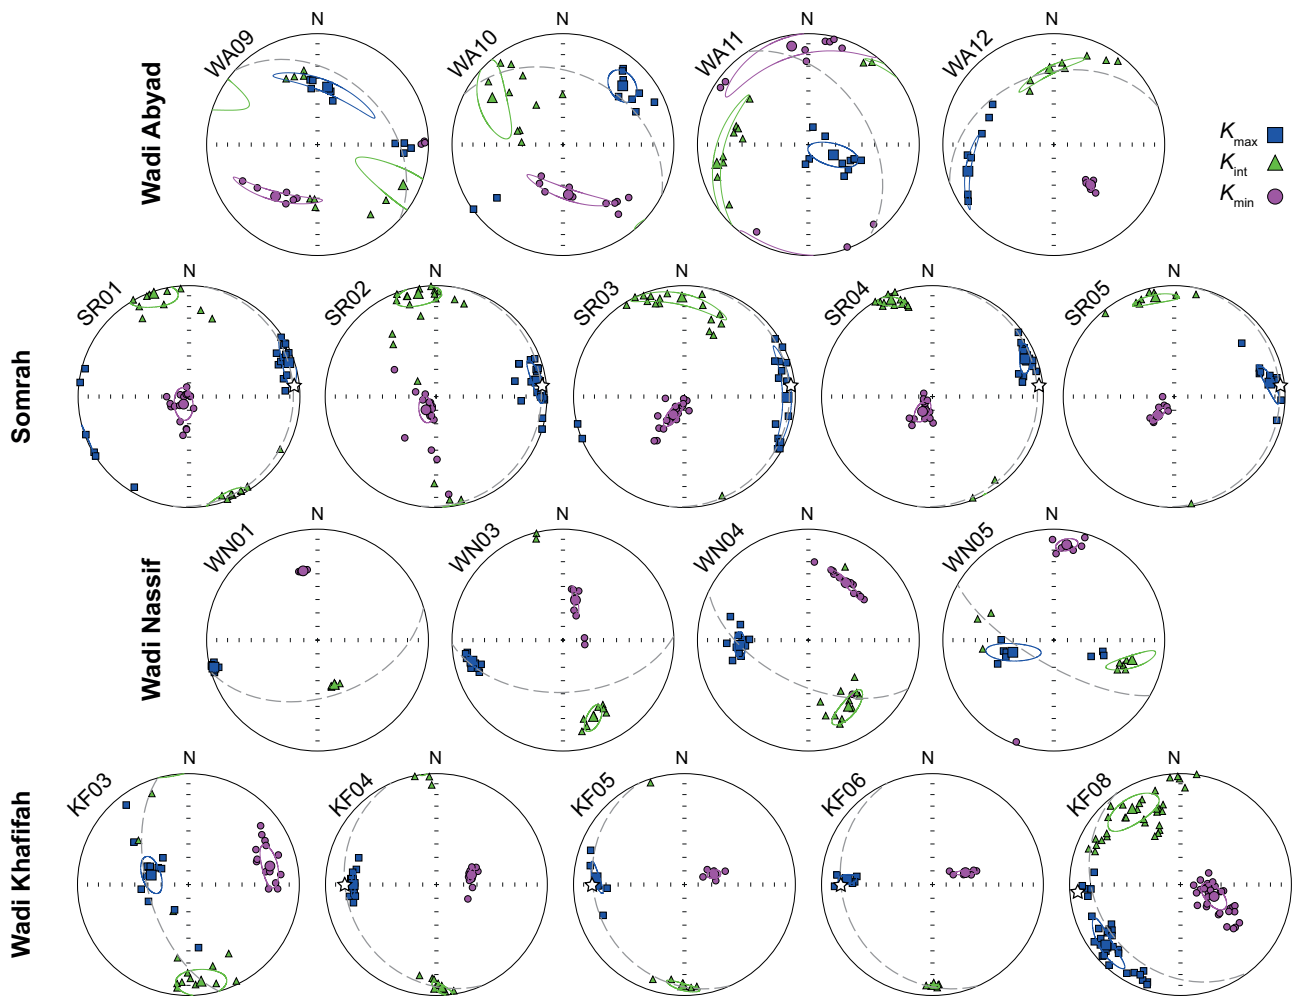 Wadi Abyad
WA09
N
WA10
N
WA11
N
WA12
N
Kmax
Kint
Kmin
Somrah
SR01
N
SR02
N
SR03
N
SR04
N
SR05
N
Wadi Nassif
WN01
N
WN03
N
WN04
N
WN05
N
Wadi Khafifah
KF03
N
KF04
N
KF05
N
KF06
N
KF08
N